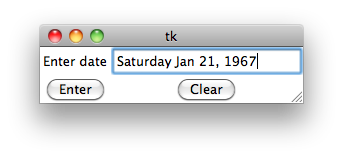 tk
Enter date Saturday Jan 21, 1967
Enter Clear